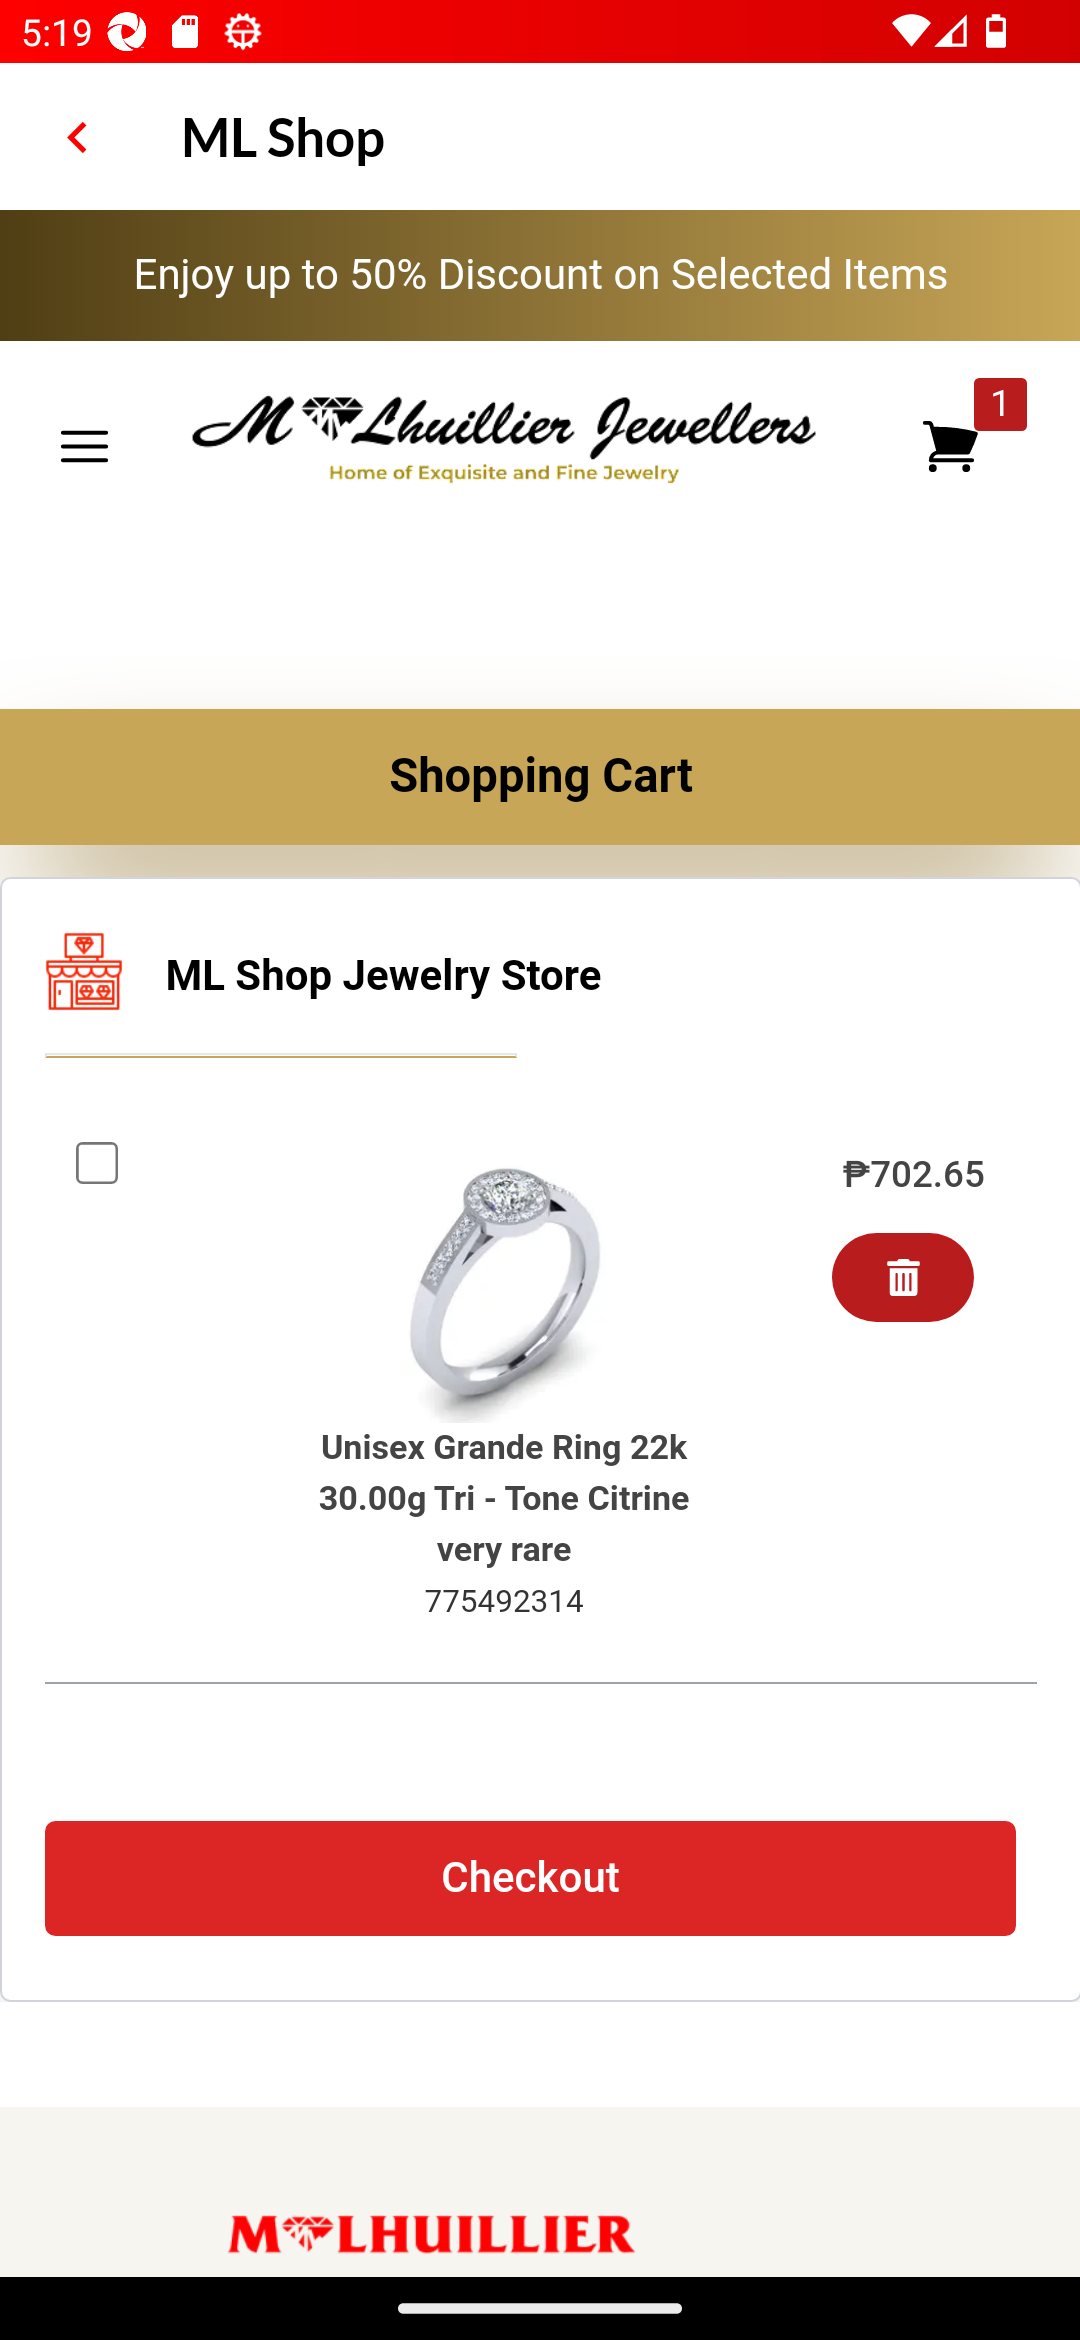 5:19
ML Shop
Enjoy up to 50% Discount on Selected Items
M Lhuillier Jewellers
Home of Exquisite and Fine Jewelry
1
Shopping Cart
ML Shop Jewelry Store
₱702.65
Unisex Grande Ring 22k
30.00g Tri - Tone Citrine
very rare
775492314
Checkout
M LHUILLIER